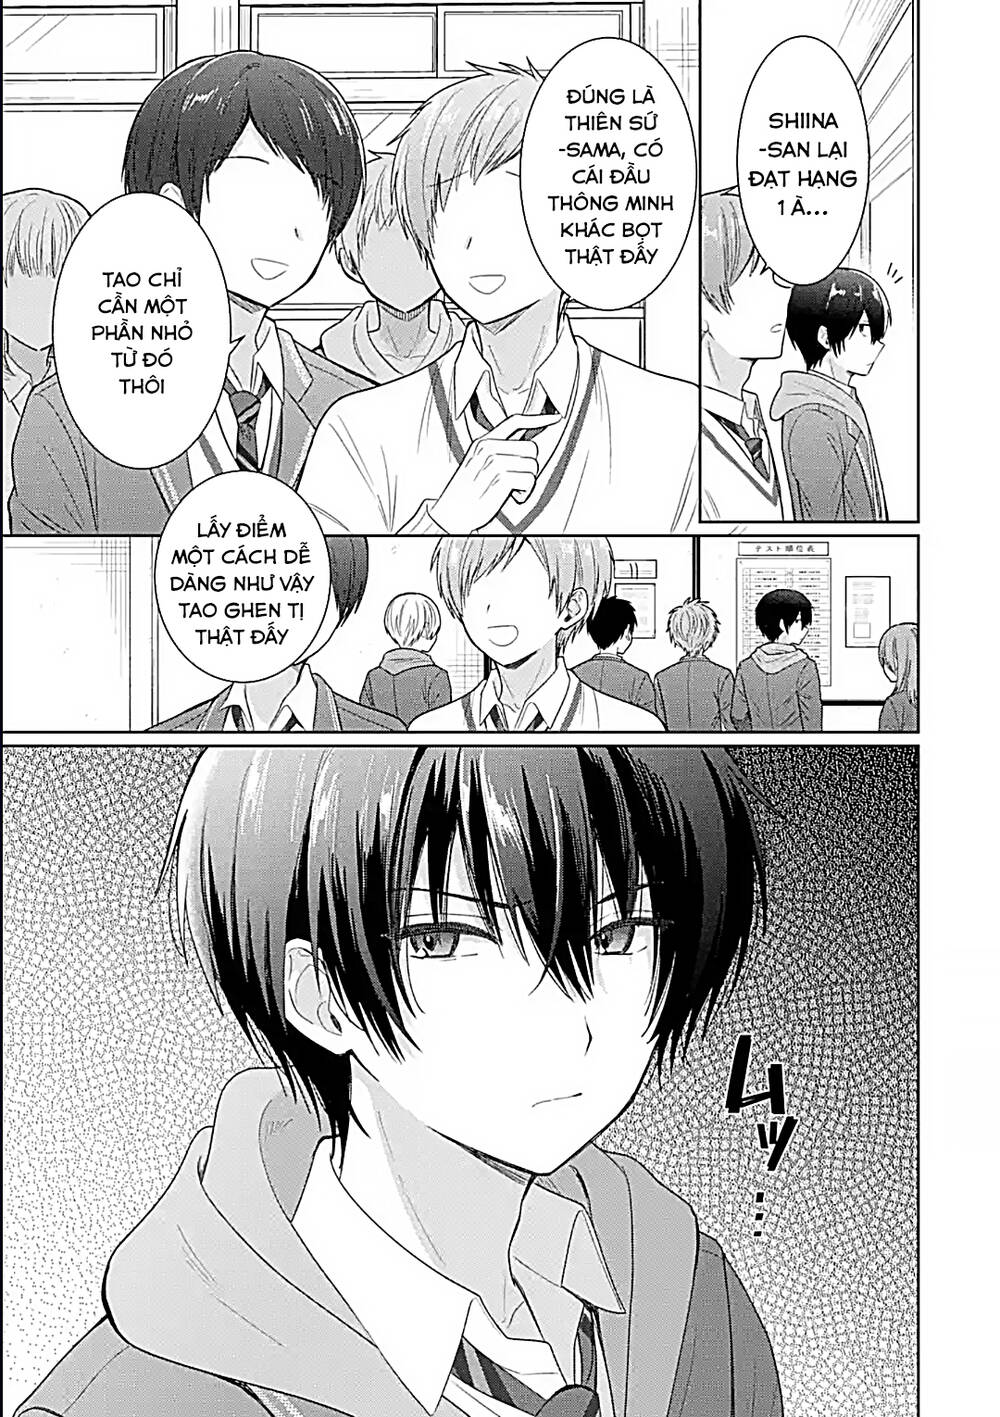 SHIINA
-SAN LẠI
ĐẠT HẠNG
1 À...
ĐÚNG LÀ
THIÊN SỨ
-SAMA, CÓ
CÁI ĐẦU
THÔNG MINH
KHÁC BỌT
THẬT ĐẤY
TAO CHỈ
CẦN MỘT
PHẦN NHỎ
TỪ ĐÓ
THÔI
LẤY ĐIỂM
MỘT CÁCH DỄ
DÀNG NHƯ VẬY
TAO GHEN TỊ
THẬT ĐẤY
テスト順位表
ムッ…